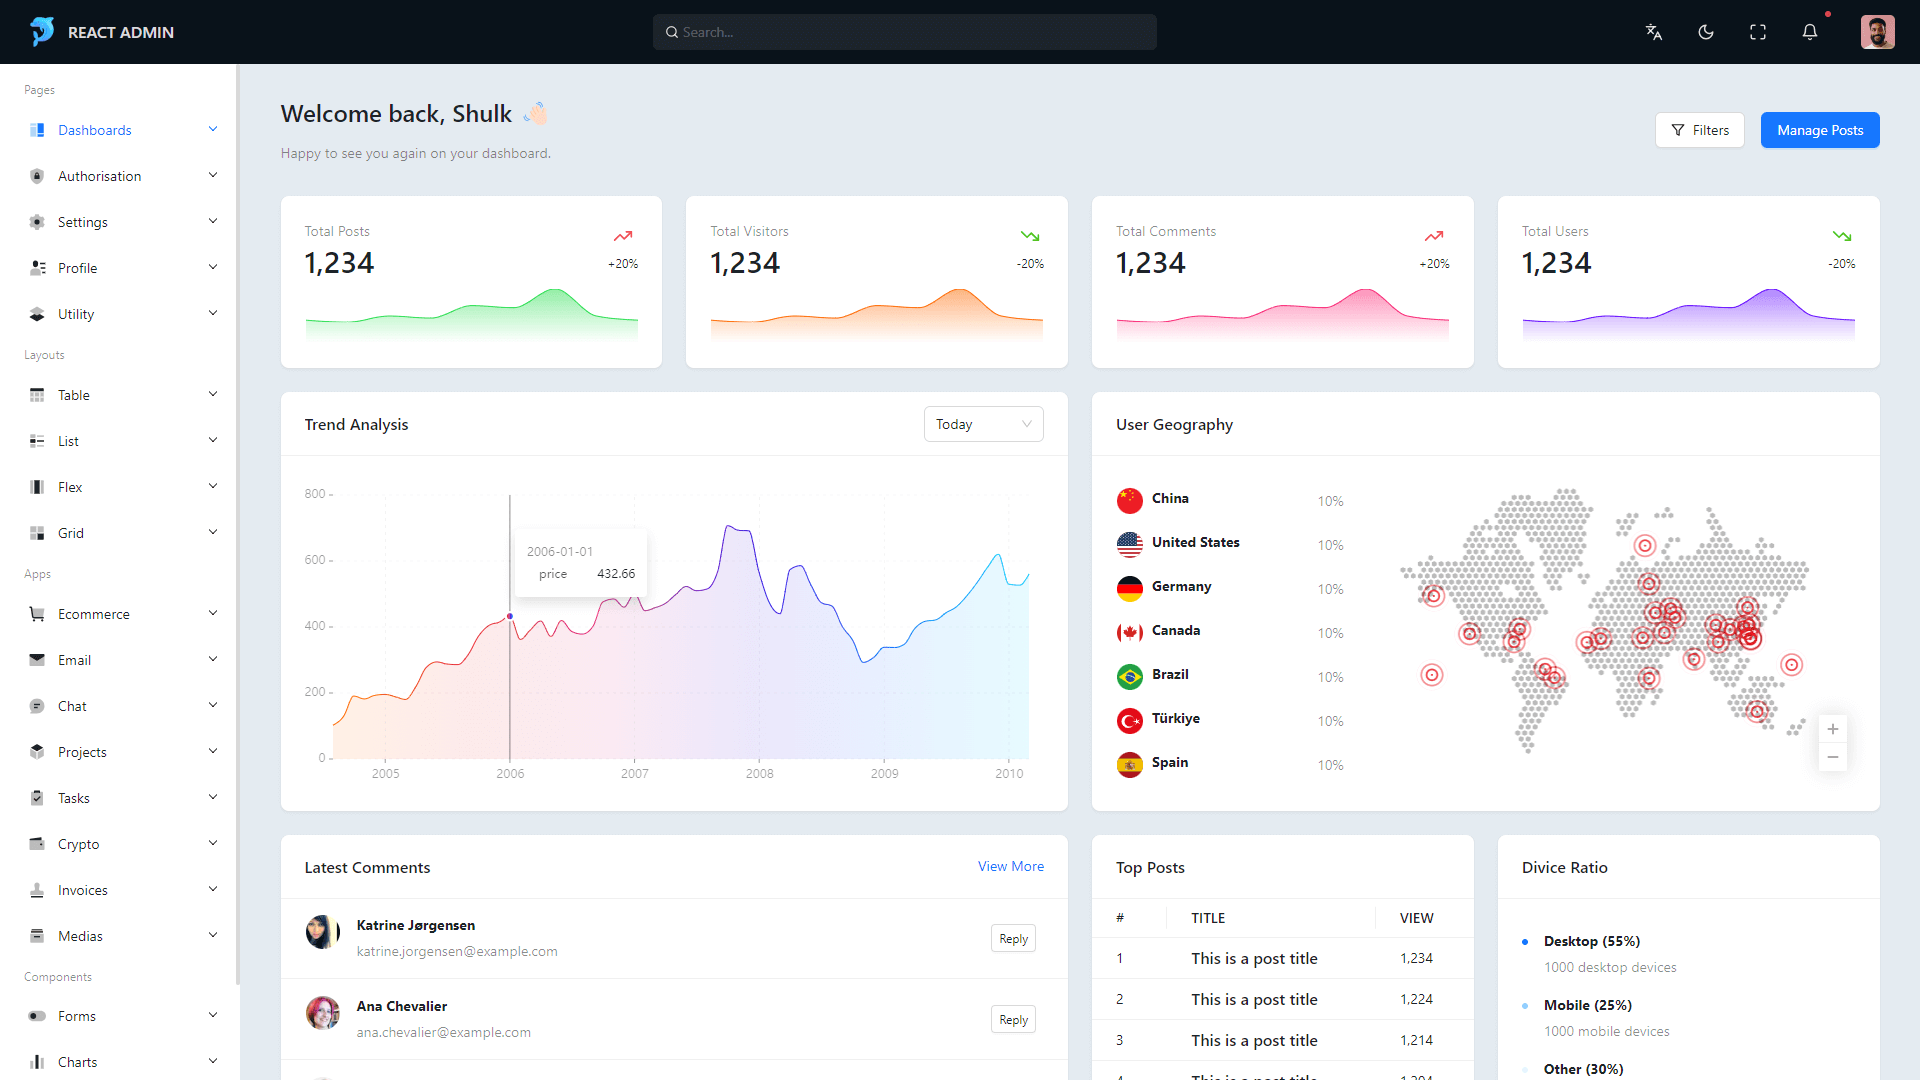 REACT ADMIN
Search...
Pages
Dashboards
Authorisation
Settings
Profile
Utility
Layouts
Table
List
Flex
Grid
Apps
Ecommerce
Email
Chat
Projects
Tasks
Crypto
Invoices
Medias
Components
Forms
Charts
Welcome back, Shulk
Happy to see you again on your dashboard.
Filters
Manage Posts
Total Posts
1,234
+20%
Total Visitors
1,234
-20%
Total Comments
1,234
+20%
Total Users
1,234
-20%
Trend Analysis
Today
800
600
400
200
0
2005 2006 2007 2008 2009 2010
2006-01-01
price 432.66
User Geography
China 10%
United States 10%
Germany 10%
Canada 10%
Brazil 10%
Türkiye 10%
Spain 10%
+
−
Latest Comments
View More
Katrine Jørgensen
katrine.jorgensen@example.com
Reply
Ana Chevalier
ana.chevalier@example.com
Reply
Top Posts
# TITLE VIEW
1 This is a post title 1,234
2 This is a post title 1,224
3 This is a post title 1,214
Divice Ratio
Desktop (55%)
1000 desktop devices
Mobile (25%)
1000 mobile devices
Other (30%)